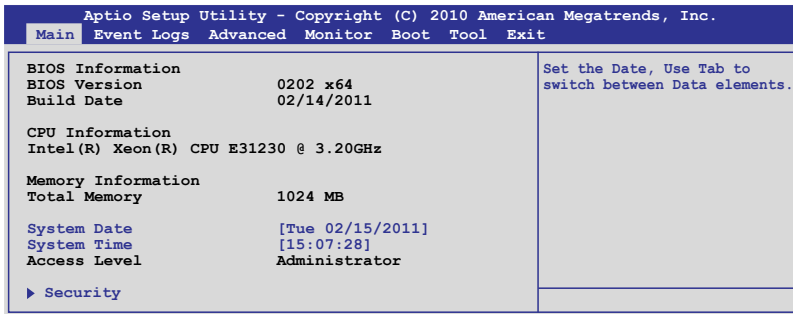 Aptio Setup Utility - Copyright (C) 2010 American Megatrends, Inc.
Main Event Logs Advanced Monitor Boot Tool Exit
BIOS Information
BIOS Version 0202 x64
Build Date 02/14/2011
CPU Information
Intel(R) Xeon(R) CPU E31230 @ 3.20GHz
Memory Information
Total Memory 1024 MB
System Date [Tue 02/15/2011]
System Time [15:07:28]
Access Level Administrator
Security
Set the Date, Use Tab to
switch between Data elements.